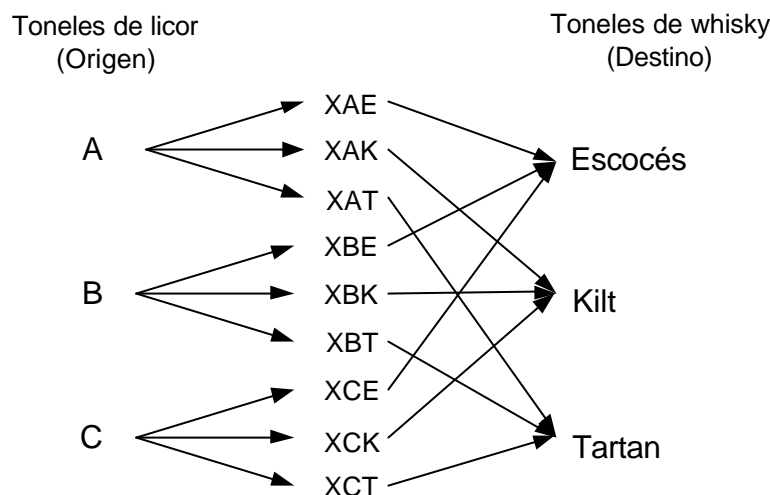 Toneles de licor
(Origen)
Toneles de whisky
(Destino)
XAE
A
XAK
Escocés
XAT
XBE
B
XBK
Kilt
XBT
XCE
C
XCK
Tartan
XCT